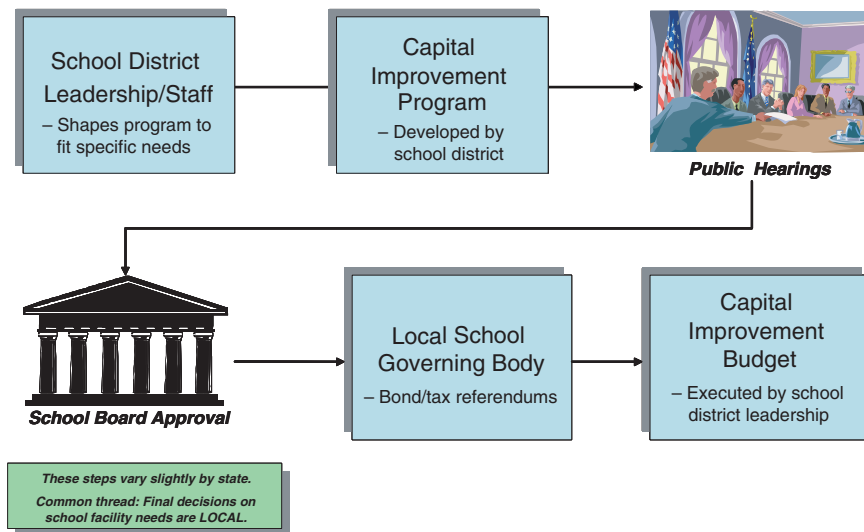 School District
Leadership/Staff
– Shapes program to
fit specific needs
Capital
Improvement
Program
– Developed by
school district
Public Hearings
School Board Approval
Local School
Governing Body
– Bond/tax referendums
Capital
Improvement
Budget
– Executed by school
district leadership
These steps vary slightly by state.
Common thread: Final decisions on
school facility needs are LOCAL.